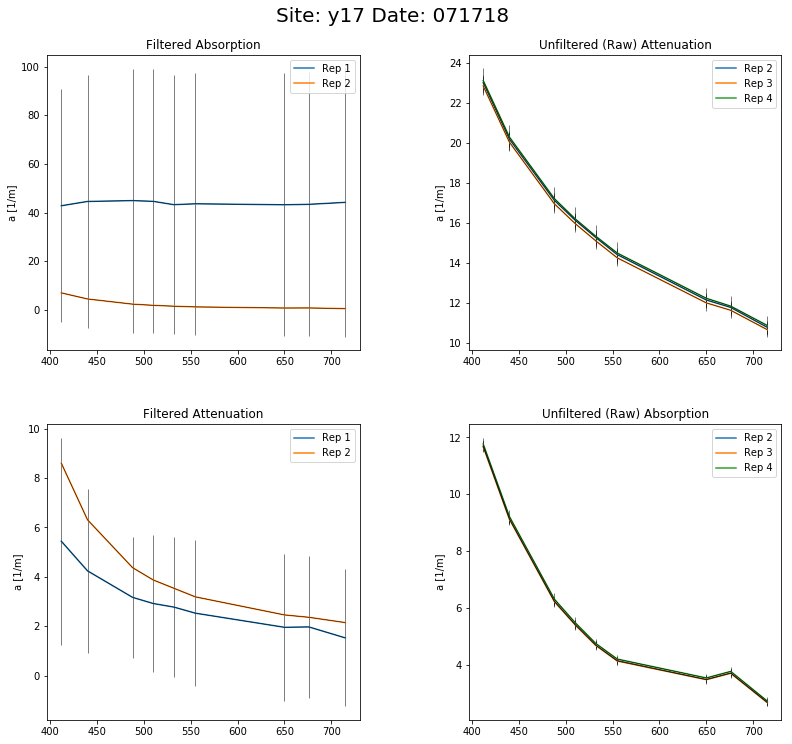 Site: y17 Date: 071718
Filtered Absorption
a [1/m]
100
80
60
40
20
0
400 450 500 550 600 650 700
Rep 1
Rep 2
Unfiltered (Raw) Attenuation
a [1/m]
24
22
20
18
16
14
12
10
400 450 500 550 600 650 700
Rep 2
Rep 3
Rep 4
Filtered Attenuation
a [1/m]
10
8
6
4
2
0
400 450 500 550 600 650 700
Rep 1
Rep 2
Unfiltered (Raw) Absorption
a [1/m]
12
10
8
6
4
400 450 500 550 600 650 700
Rep 2
Rep 3
Rep 4